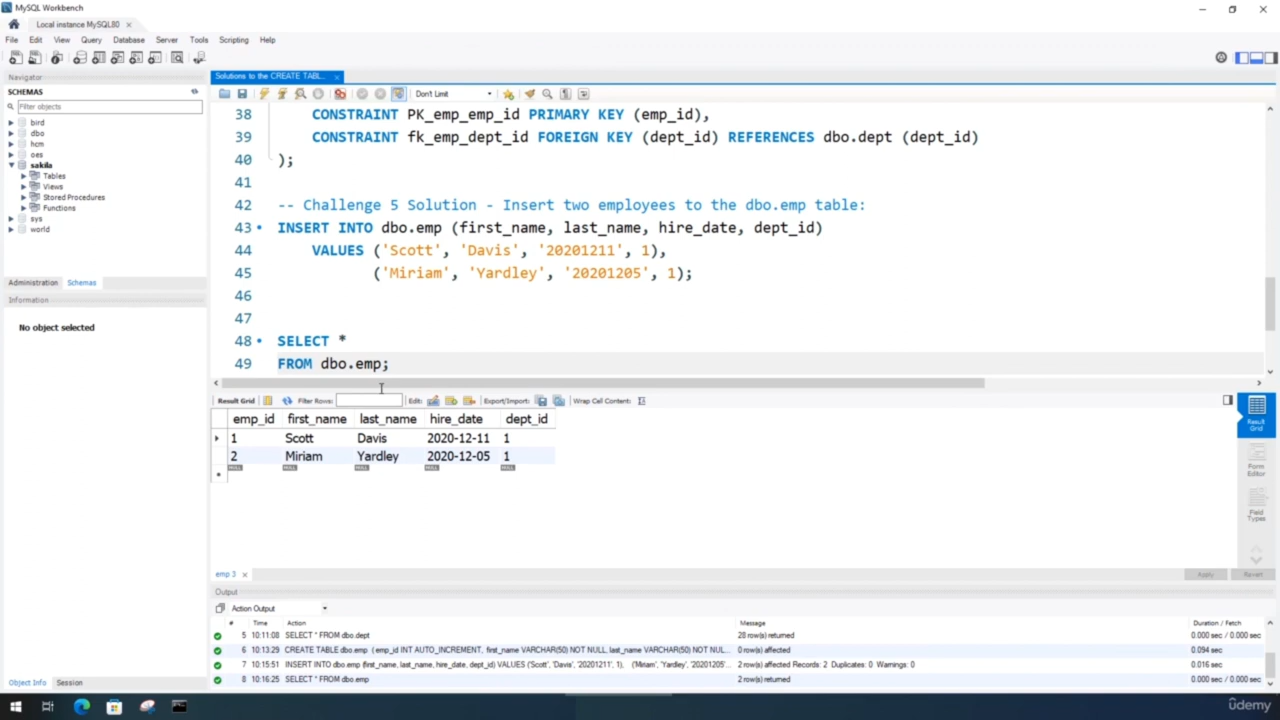 MySQL Workbench
Local instance MySQL80 ×
File Edit View Query Database Server Tools Scripting Help
Navigator
SCHEMAS
Filter objects
bird
dbo
hcm
oes
sakila
Tables
Views
Stored Procedures
Functions
sys
world
Administration Schemas
Information
No object selected
Object Info Session
Solutions to the CREATE TABL... ×
Don't Limit
38 CONSTRAINT PK_emp_emp_id PRIMARY KEY (emp_id),
39 CONSTRAINT fk_emp_dept_id FOREIGN KEY (dept_id) REFERENCES dbo.dept (dept_id)
40 );
41
42 -- Challenge 5 Solution - Insert two employees to the dbo.emp table:
43 INSERT INTO dbo.emp (first_name, last_name, hire_date, dept_id)
44 VALUES ('Scott', 'Davis', '20201211', 1),
45 ('Miriam', 'Yardley', '20201205', 1);
46
47
48 SELECT *
49 FROM dbo.emp;
Result Grid Filter Rows: Edit: Export/Import: Wrap Cell Content:
emp_id first_name last_name hire_date dept_id
1 Scott Davis 2020-12-11 1
2 Miriam Yardley 2020-12-05 1
NULL NULL NULL NULL NULL
Result Grid
Form Editor
Field Types
emp 3 × Apply Revert
Output
Action Output
# Time Action Message Duration / Fetch
5 10:11:08 SELECT * FROM dbo.dept 28 row(s) returned 0.000 sec / 0.000 sec
6 10:13:29 CREATE TABLE dbo.emp ( emp_id INT AUTO_INCREMENT, first_name VARCHAR(50) NOT NULL, last_name VARCHAR(50) NOT NUL... 0 row(s) affected 0.094 sec
7 10:15:51 INSERT INTO dbo.emp (first_name, last_name, hire_date, dept_id) VALUES ('Scott', 'Davis', '20201211', 1), ('Miriam', 'Yardley', '20201205'... 2 row(s) affected Records: 2 Duplicates: 0 Warnings: 0 0.016 sec
8 10:16:25 SELECT * FROM dbo.emp 2 row(s) returned 0.000 sec / 0.000 sec
ûdemy